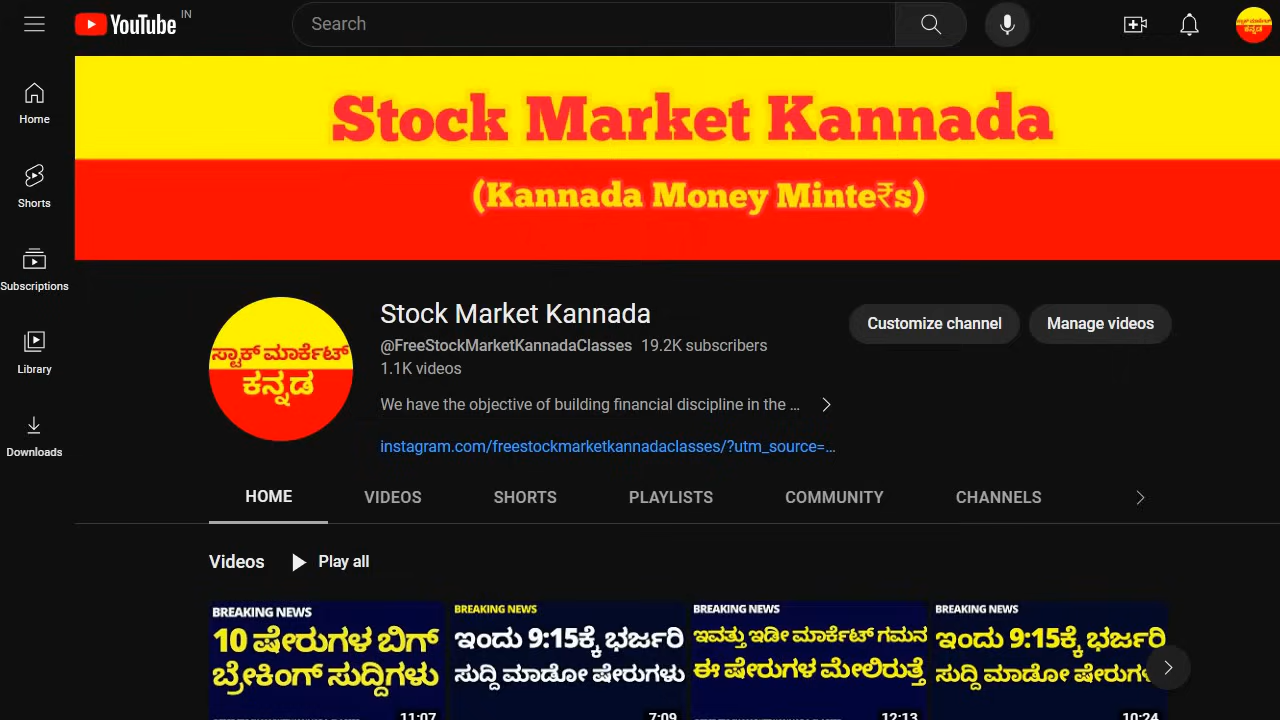 YouTube IN
Search
Stock Market Kannada
(Kannada Money Minte₹s)
Home
Shorts
Subscriptions
Library
Downloads
ಸ್ಟಾಕ್ ಮಾರ್ಕೆಟ್
ಕನ್ನಡ
Stock Market Kannada
@FreeStockMarketKannadaClasses 19.2K subscribers
1.1K videos
We have the objective of building financial discipline in the ...
instagram.com/freestockmarketkannadaclasses/?utm_source=...
Customize channel
Manage videos
HOME VIDEOS SHORTS PLAYLISTS COMMUNITY CHANNELS
Videos Play all
BREAKING NEWS
10 ಷೇರುಗಳ ಬಿಗ್
ಬ್ರೇಕಿಂಗ್ ಸುದ್ದಿಗಳು
11:07
BREAKING NEWS
ಇಂದು 9:15ಕ್ಕೆ ಭರ್ಜರಿ
ಸುದ್ದಿ ಮಾಡೋ ಷೇರುಗಳು
7:09
BREAKING NEWS
ಇವತ್ತು ಇಡೀ ಮಾರ್ಕೆಟ್ ಗಮನ
ಈ ಷೇರುಗಳ ಮೇಲಿರುತ್ತೆ
12:13
BREAKING NEWS
ಇಂದು 9:15ಕ್ಕೆ ಭರ್ಜರಿ
ಸುದ್ದಿ ಮಾಡೋ
10:24